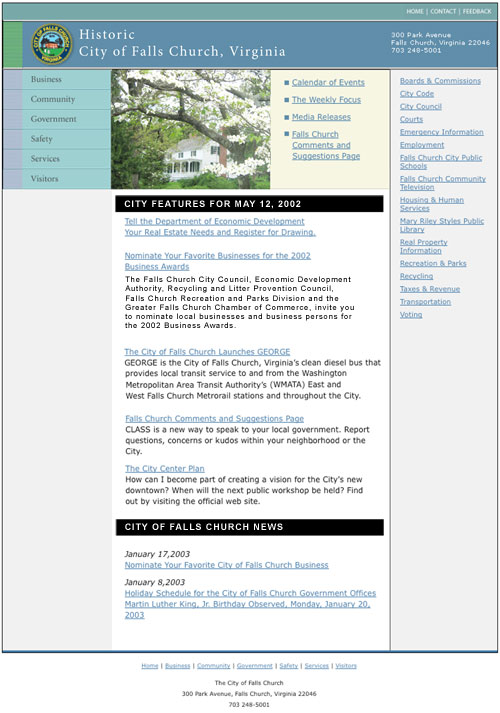 HOME | CONTACT | FEEDBACK
Historic
City of Falls Church, Virginia
300 Park Avenue
Falls Church, Virginia 22046
703 248-5001
Business
Community
Government
Safety
Services
Visitors
Calendar of Events
The Weekly Focus
Media Releases
Falls Church
Comments and
Suggestions Page
Boards & Commissions
City Code
City Council
Courts
Emergency Information
Employment
Falls Church City Public
Schools
Falls Church Community
Television
Housing & Human
Services
Mary Riley Styles Public
Library
Real Property
Information
Recreation & Parks
Recycling
Taxes & Revenue
Transportation
Voting
CITY FEATURES FOR MAY 12, 2002
Tell the Department of Economic Development
Your Real Estate Needs and Register for Drawing.
Nominate Your Favorite Businesses for the 2002
Business Awards
The Falls Church City Council, Economic Development
Authority, Recycling and Litter Provention Council,
Falls Church Recreation and Parks Division and the
Greater Falls Church Chamber of Commerce, invite you
to nominate local businesses and business persons for
the 2002 Business Awards.
The City of Falls Church Launches GEORGE
GEORGE is the City of Falls Church, Virginia's clean diesel bus that
provides local transit service to and from the Washington
Metropolitan Area Transit Authority's (WMATA) East and
West Falls Church Metrorail stations and throughout the City.
Falls Church Comments and Suggestions Page
CLASS is a new way to speak to your local government. Report
questions, concerns or kudos within your neighborhood or the
City.
The City Center Plan
How can I become part of creating a vision for the City's new
downtown? When will the next public workshop be held? Find
out by visiting the official web site.
CITY OF FALLS CHURCH NEWS
January 17,2003
Nominate Your Favorite City of Falls Church Business
January 8,2003
Holiday Schedule for the City of Falls Church Government Offices
Martin Luther King, Jr. Birthday Observed, Monday, January 20,
2003
Home | Business | Community | Government | Safety | Services | Visitors
The City of Falls Church
300 Park Avenue, Falls Church, Virginia 22046
703 248-5001